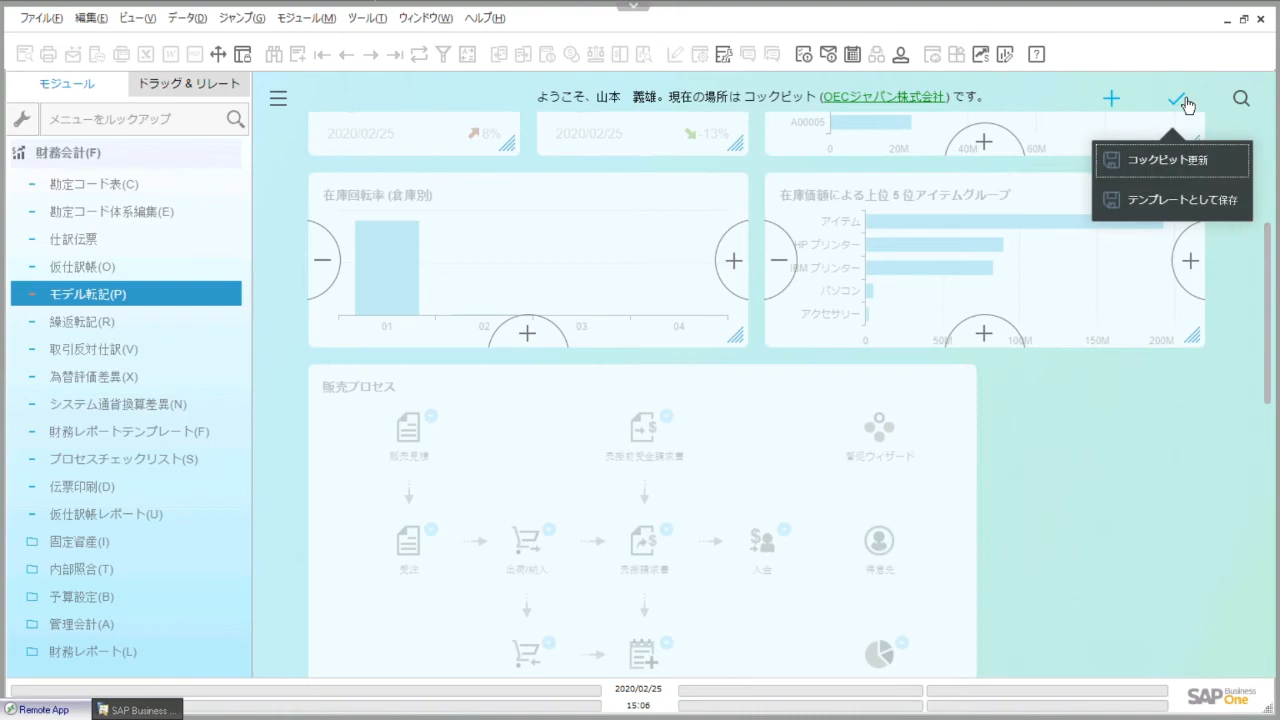 ファイル(F) 編集(E) ビュー(V) データ(D) ジャンプ(G) モジュール(M) ツール(T) ウィンドウ(W) ヘルプ(H)
モジュール
ドラッグ & リレート
メニューをルックアップ
財務会計(F)
勘定コード表(C)
勘定コード体系編集(E)
仕訳伝票
仮仕訳帳(O)
モデル転記(P)
繰返転記(R)
取引反対仕訳(V)
為替評価差異(X)
システム通貨換算差異(N)
財務レポートテンプレート(F)
プロセスチェックリスト(S)
伝票印刷(D)
仮仕訳帳レポート(U)
固定資産(I)
内部照合(T)
予算設定(B)
管理会計(A)
財務レポート(L)
ようこそ、山本 義雄。現在の場所は コックピット (OECジャパン株式会社) です。
コックピット更新
テンプレートとして保存
2020/02/25 8%
2020/02/25 -13%
A00005
0 20M 40M 60M
在庫回転率 (倉庫別)
01 02 03 04
在庫価額による上位 5 位アイテムグループ
アイテム
HP プリンター
IBM プリンター
パソコン
アクセサリー
0 50M 100M 150M 200M
販売プロセス
販売見積
売掛前受金請求書
督促ウィザード
受注
出荷/納入
売掛請求書
入金
得意先
2020/02/25
15:06
SAP Business One
Remote App
SAP Business ...